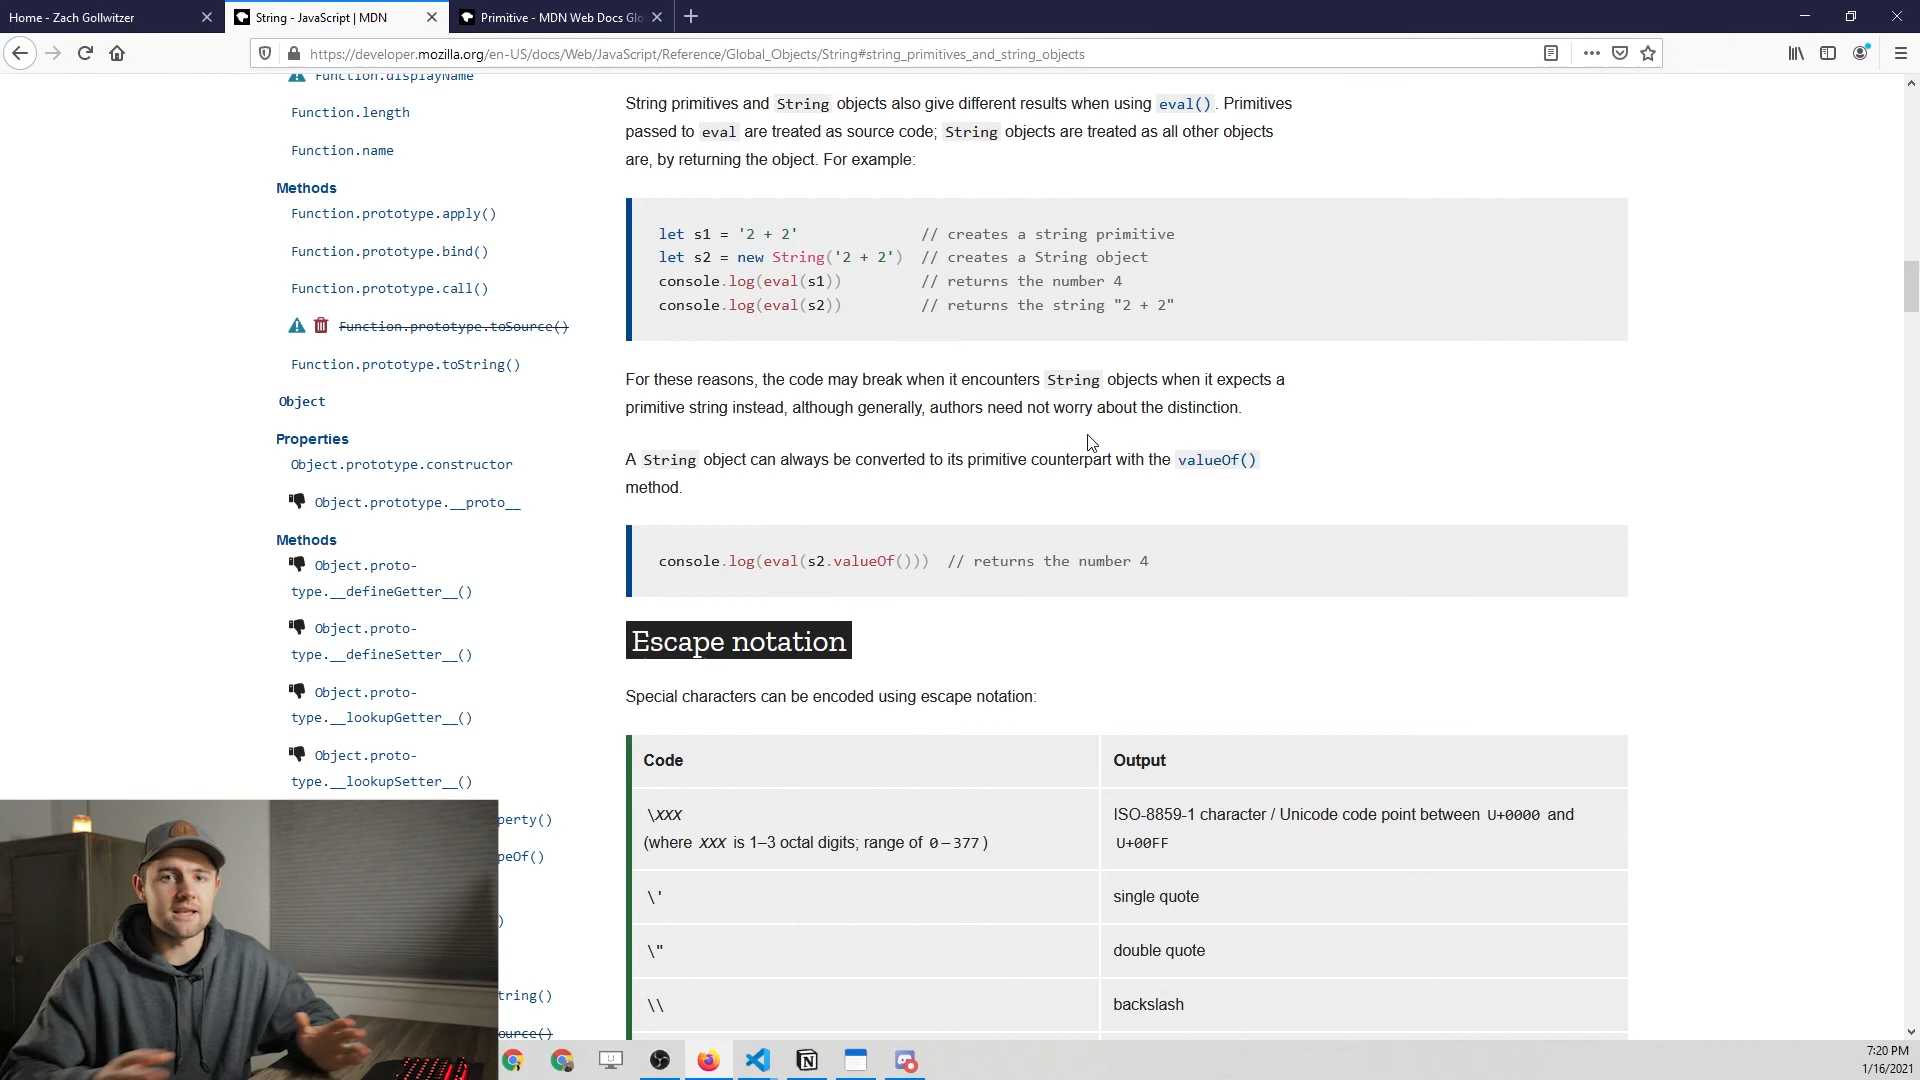 Home - Zach Gollwitzer
String - JavaScript | MDN
Primitive - MDN Web Docs Glo
https://developer.mozilla.org/en-US/docs/Web/JavaScript/Reference/Global_Objects/String#string_primitives_and_string_objects
Function.displayName
Function.length
Function.name
Methods
Function.prototype.apply()
Function.prototype.bind()
Function.prototype.call()
Function.prototype.toSource()
Function.prototype.toString()
Object
Properties
Object.prototype.constructor
Object.prototype.__proto__
Methods
Object.proto-
type.__defineGetter__()
Object.proto-
type.__defineSetter__()
Object.proto-
type.__lookupGetter__()
Object.proto-
type.__lookupSetter__()
perty()
peOf()
)
tring()
ource()
String primitives and String objects also give different results when using eval(). Primitives
passed to eval are treated as source code; String objects are treated as all other objects
are, by returning the object. For example:
let s1 = '2 + 2' // creates a string primitive
let s2 = new String('2 + 2') // creates a String object
console.log(eval(s1)) // returns the number 4
console.log(eval(s2)) // returns the string "2 + 2"
For these reasons, the code may break when it encounters String objects when it expects a
primitive string instead, although generally, authors need not worry about the distinction.
A String object can always be converted to its primitive counterpart with the valueOf()
method.
console.log(eval(s2.valueOf())) // returns the number 4
Escape notation
Special characters can be encoded using escape notation:
Code Output
\XXX
(where XXX is 1–3 octal digits; range of 0–377)
ISO-8859-1 character / Unicode code point between U+0000 and
U+00FF
\' single quote
\" double quote
\\ backslash
7:20 PM
1/16/2021